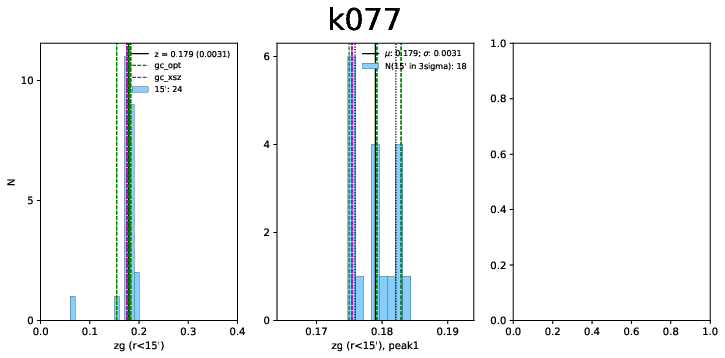 k077
N
10
5
0
0.0 0.1 0.2 0.3 0.4
zg (r<15')
z = 0.179 (0.0031)
gc_opt
gc_xsz
15': 24
6
4
2
0
0.17 0.18 0.19
zg (r<15'), peak1
μ: 0.179; σ: 0.0031
N(15' in 3sigma): 18
1.0
0.8
0.6
0.4
0.2
0.0
0.0 0.2 0.4 0.6 0.8 1.0